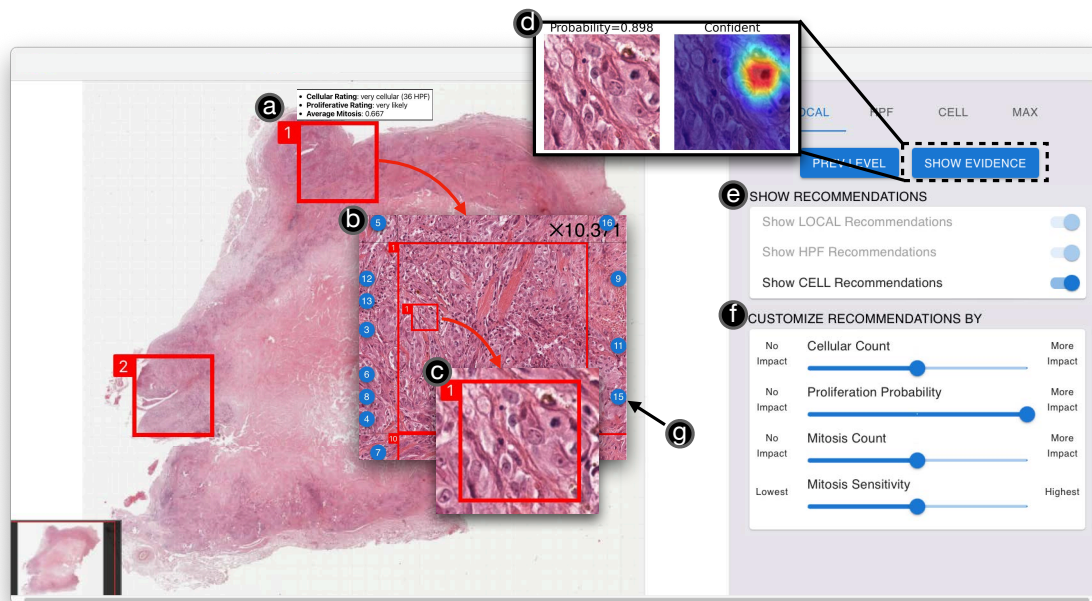 d
Probability=0.898
Confident
a
• Cellular Rating: very cellular (36 HPF)
• Proliferative Rating: very likely
• Average Mitosis: 0.667
1
CELL
MAX
PREV LEVEL
SHOW EVIDENCE
e
SHOW RECOMMENDATIONS
Show LOCAL Recommendations
Show HPF Recommendations
Show CELL Recommendations
b
5
16
×10.371
1
12
9
13
1
3
11
6
8
15
4
10
7
c
1
g
2
f
CUSTOMIZE RECOMMENDATIONS BY
No Impact
Cellular Count
More Impact
No Impact
Proliferation Probability
More Impact
No Impact
Mitosis Count
More Impact
Lowest
Mitosis Sensitivity
Highest